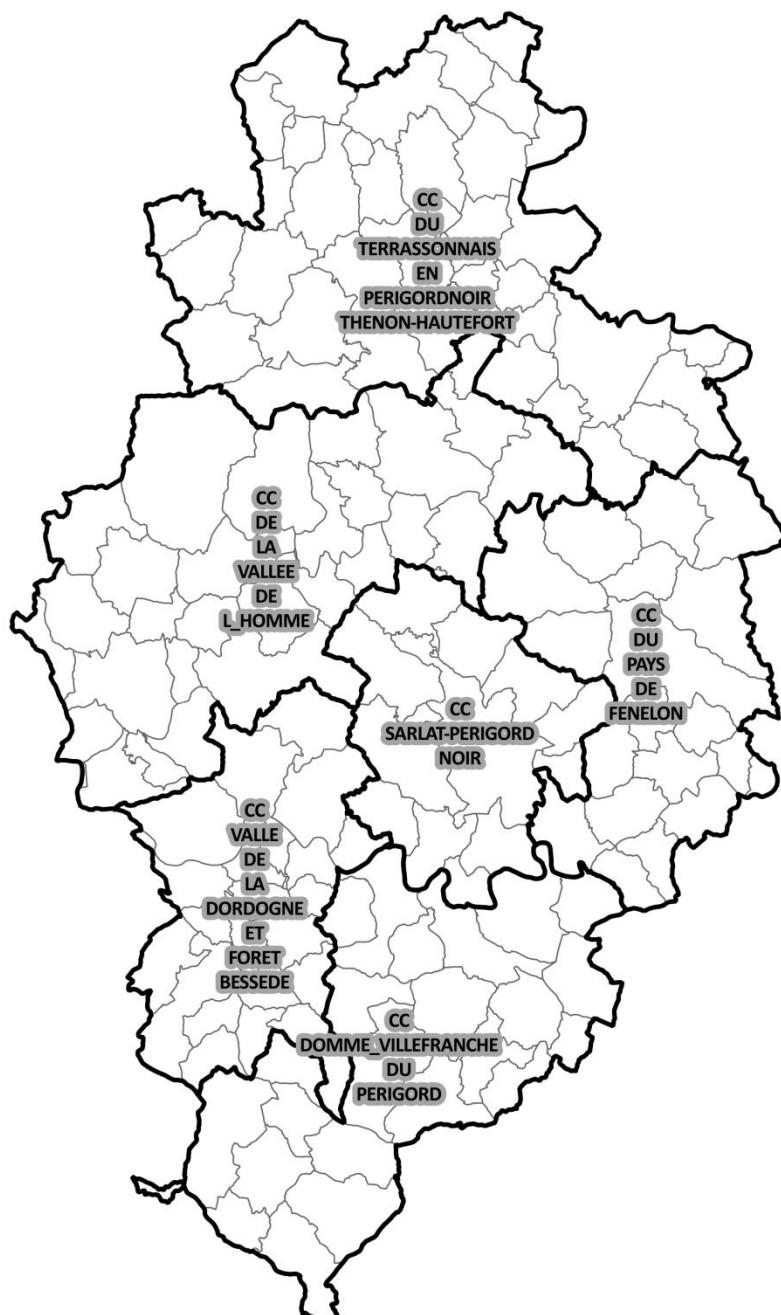 CC
DU
TERRASSONNAIS
EN
PERIGORDNOIR
THENON-HAUTEFORT
CC
DE
LA
VALLEE
DE
L_HOMME
CC
DU
PAYS
DE
FENELON
CC
SARLAT-PERIGORD
NOIR
CC
VALLE
DE
LA
DORDOGNE
ET
FORET
BESSEDE
CC
DOMME_VILLEFRANCHE
DU
PERIGORD